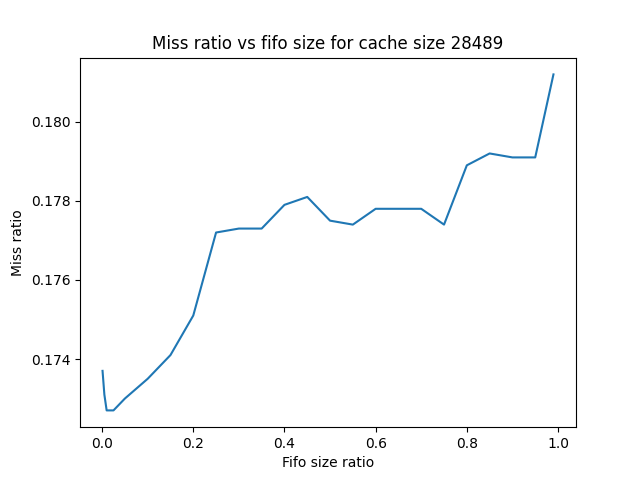 Miss ratio vs fifo size for cache size 28489
0.180
0.178
0.176
0.174
Miss ratio
0.0 0.2 0.4 0.6 0.8 1.0
Fifo size ratio